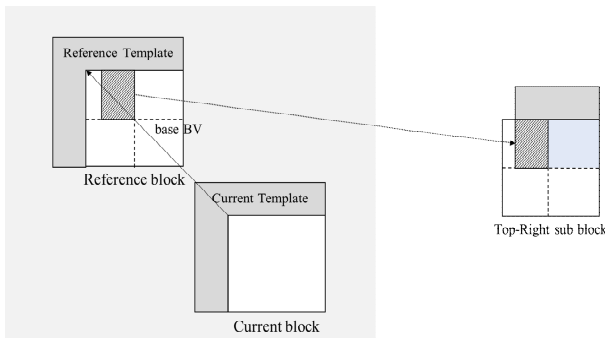 Reference Template
base BV
Reference block
Current Template
Top-Right sub block
Current block